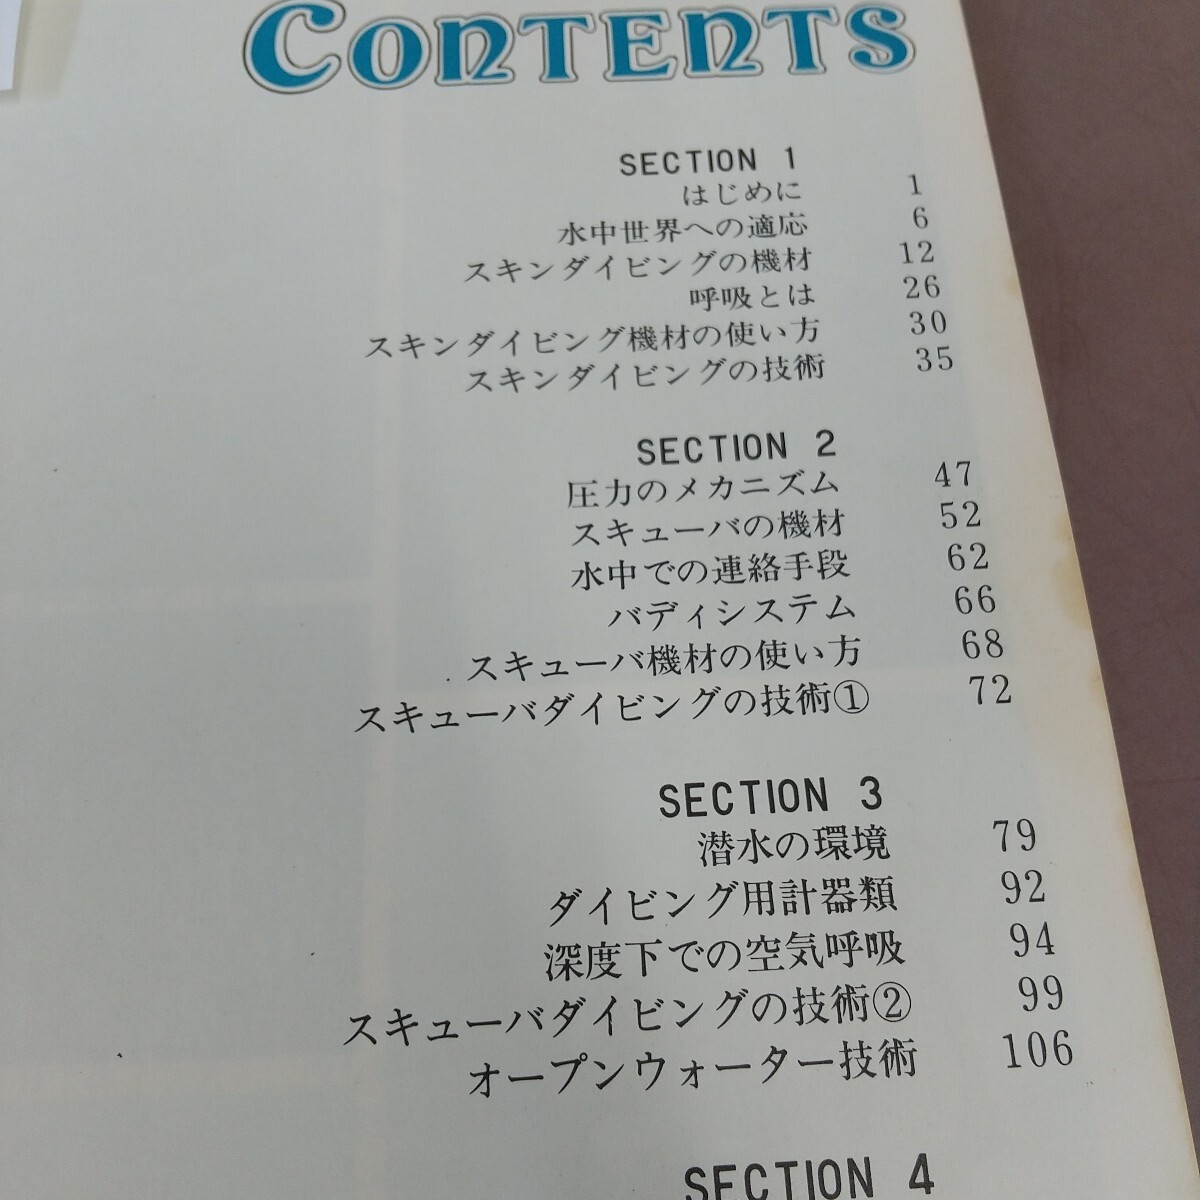 CONTENTS
SECTION 1
はじめに 1
水中世界への適応 6
スキンダイビングの機材 12
呼吸とは 26
スキンダイビング機材の使い方 30
スキンダイビングの技術 35
SECTION 2
圧力のメカニズム 47
スキューバの機材 52
水中での連絡手段 62
バディシステム 66
スキューバ機材の使い方 68
スキューバダイビングの技術① 72
SECTION 3
潜水の環境 79
ダイビング用計器類 92
深度下での空気呼吸 94
スキューバダイビングの技術② 99
オープンウォーター技術 106
SECTION 4